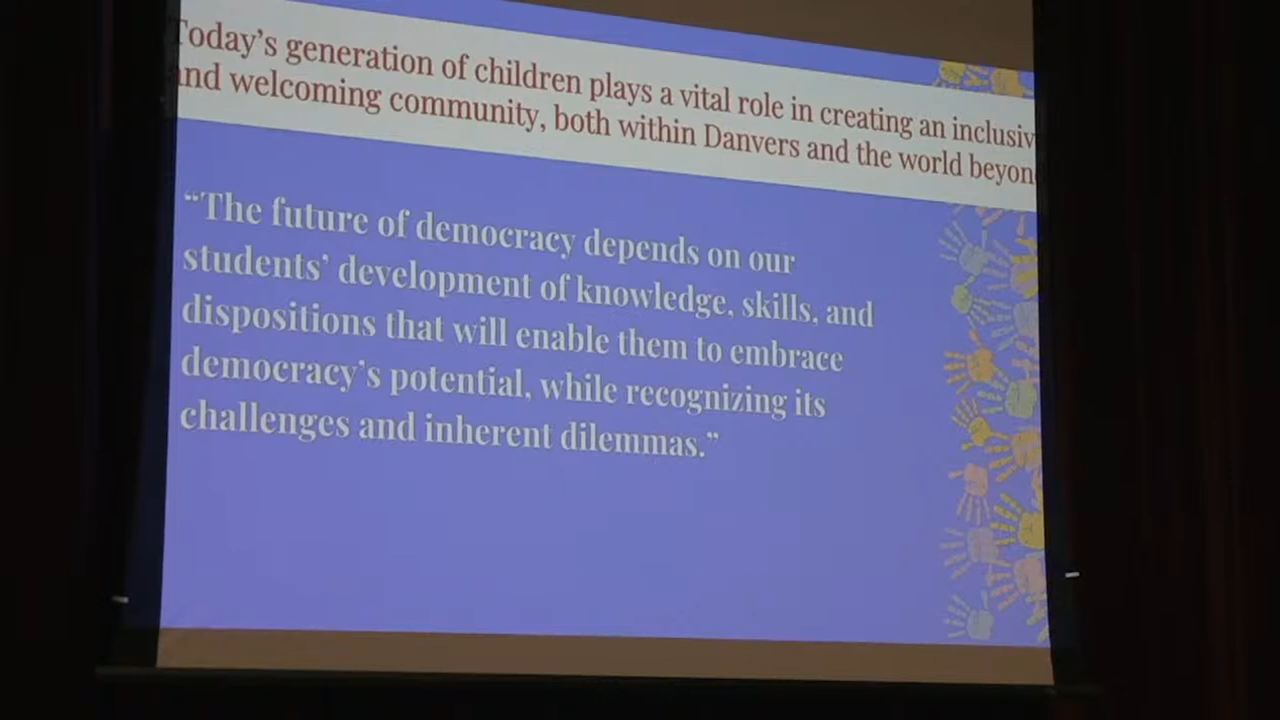 Today's generation of children plays a vital role in creating an inclusiv
and welcoming community, both within Danvers and the world beyon
“The future of democracy depends on our
students’ development of knowledge, skills, and
dispositions that will enable them to embrace
democracy’s potential, while recognizing its
challenges and inherent dilemmas.”